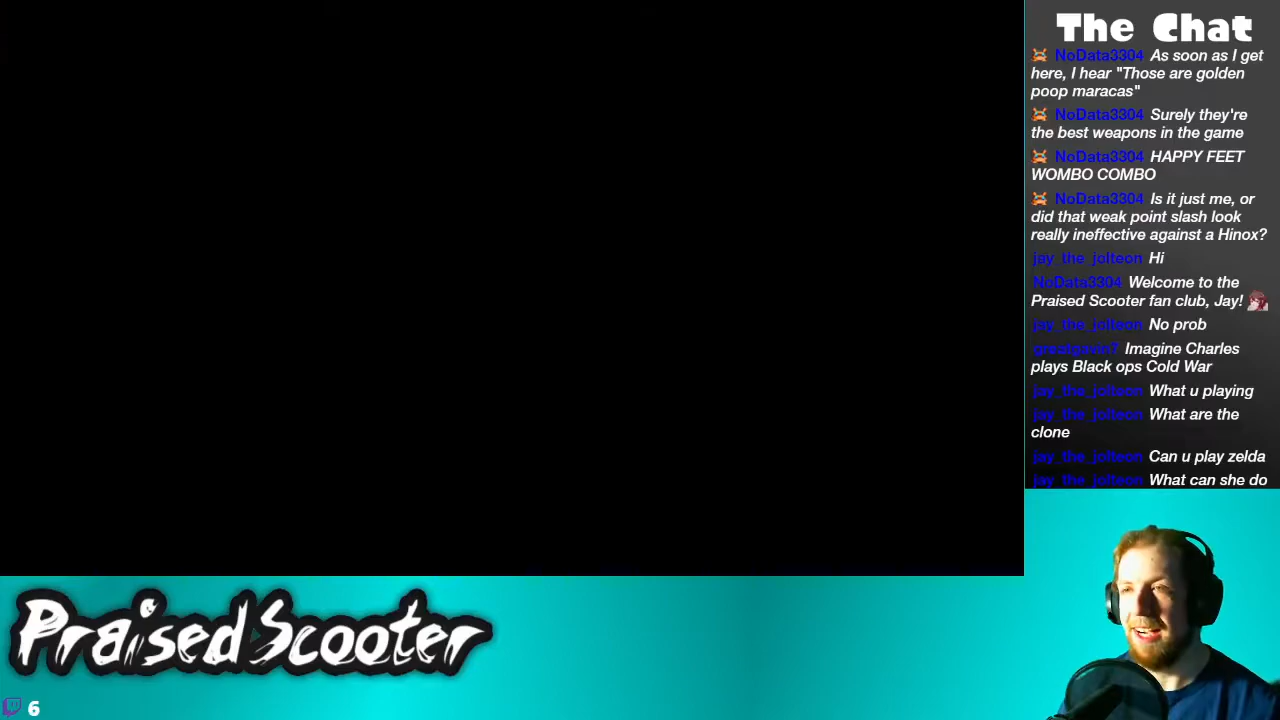 The Chat
NoData3304 As soon as I get
here, I hear "Those are golden
poop maracas"
NoData3304 Surely they're
the best weapons in the game
NoData3304 HAPPY FEET
WOMBO COMBO
NoData3304 Is it just me, or
did that weak point slash look
really ineffective against a Hinox?
jay_the_jolteon Hi
NoData3304 Welcome to the
Praised Scooter fan club, Jay!
jay_the_jolteon No prob
greatgavin7 Imagine Charles
plays Black ops Cold War
jay_the_jolteon What u playing
jay_the_jolteon What are the
clone
jay_the_jolteon Can u play zelda
jay_the_jolteon What can she do
Praised Scooter
6